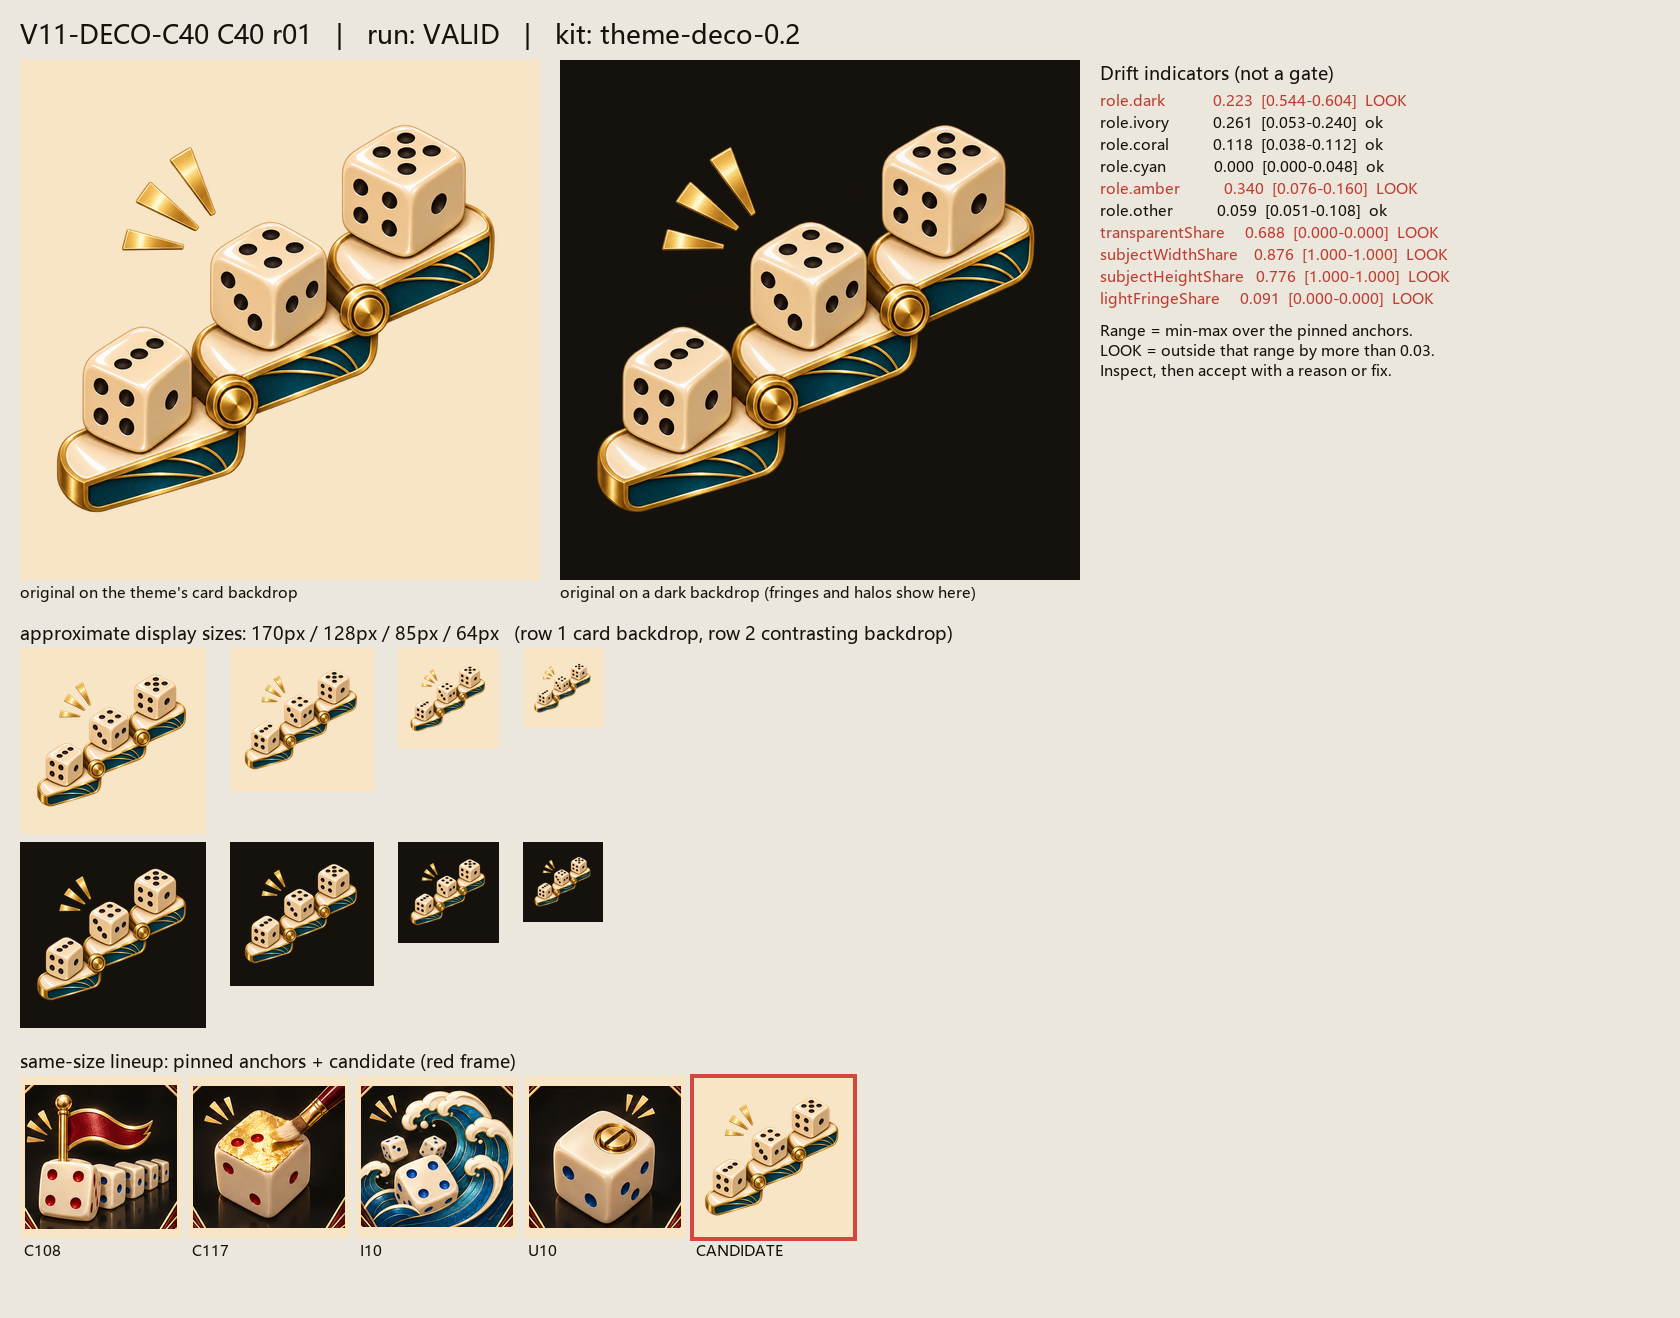 V11-DECO-C40 C40 r01 | run: VALID | kit: theme-deco-0.2
Drift indicators (not a gate)
role.dark 0.223 [0.544-0.604] LOOK
role.ivory 0.261 [0.053-0.240] ok
role.coral 0.118 [0.038-0.112] ok
role.cyan 0.000 [0.000-0.048] ok
role.amber 0.340 [0.076-0.160] LOOK
role.other 0.059 [0.051-0.108] ok
transparentShare 0.688 [0.000-0.000] LOOK
subjectWidthShare 0.876 [1.000-1.000] LOOK
subjectHeightShare 0.776 [1.000-1.000] LOOK
lightFringeShare 0.091 [0.000-0.000] LOOK
Range = min-max over the pinned anchors.
LOOK = outside that range by more than 0.03.
Inspect, then accept with a reason or fix.
original on the theme's card backdrop
original on a dark backdrop (fringes and halos show here)
approximate display sizes: 170px / 128px / 85px / 64px (row 1 card backdrop, row 2 contrasting backdrop)
same-size lineup: pinned anchors + candidate (red frame)
C108
C117
I10
U10
CANDIDATE